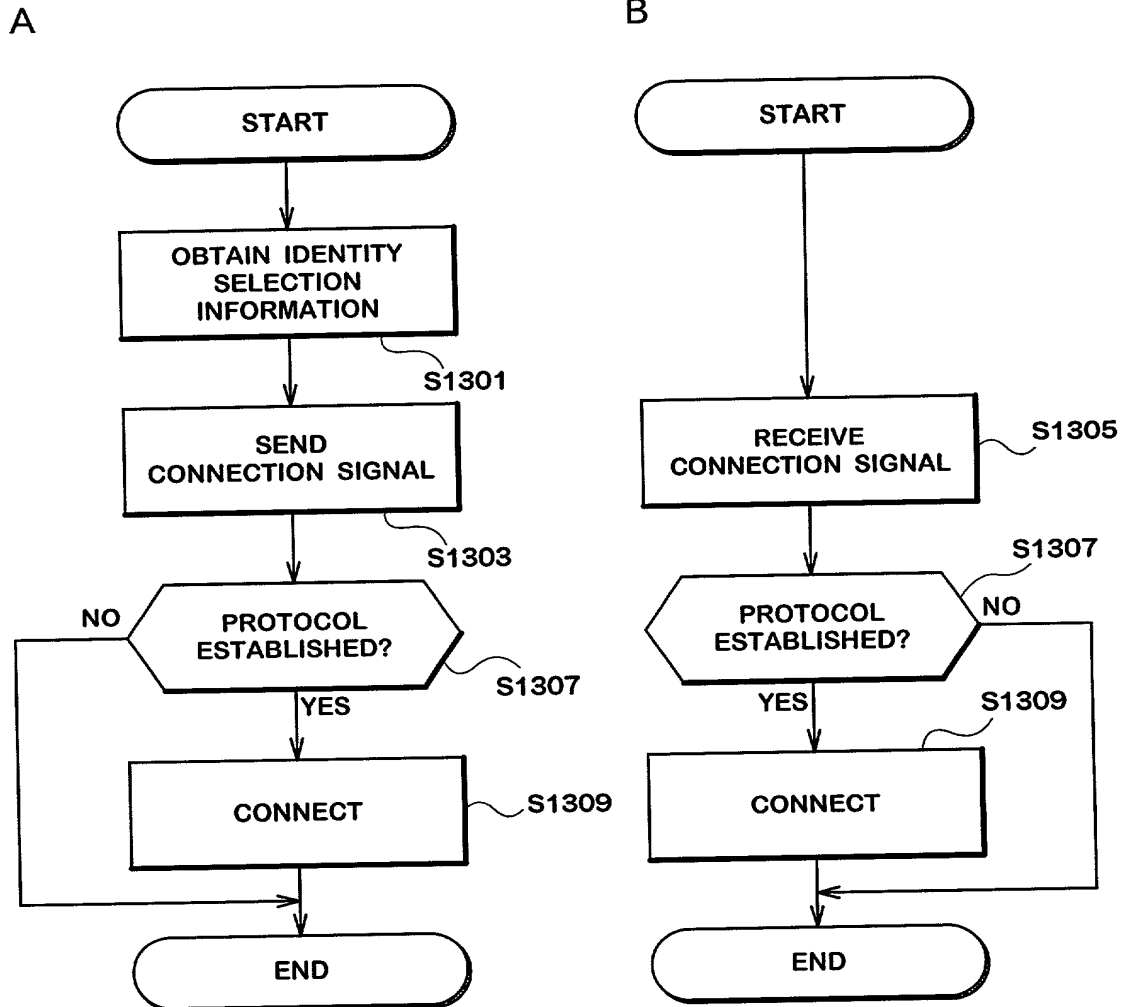 A
START
OBTAIN IDENTITY
SELECTION
INFORMATION
S1301
SEND
CONNECTION SIGNAL
S1303
NO
PROTOCOL
ESTABLISHED?
S1307
YES
CONNECT
S1309
END
B
START
RECEIVE
CONNECTION SIGNAL
S1305
S1307
PROTOCOL
ESTABLISHED?
NO
YES
S1309
CONNECT
END